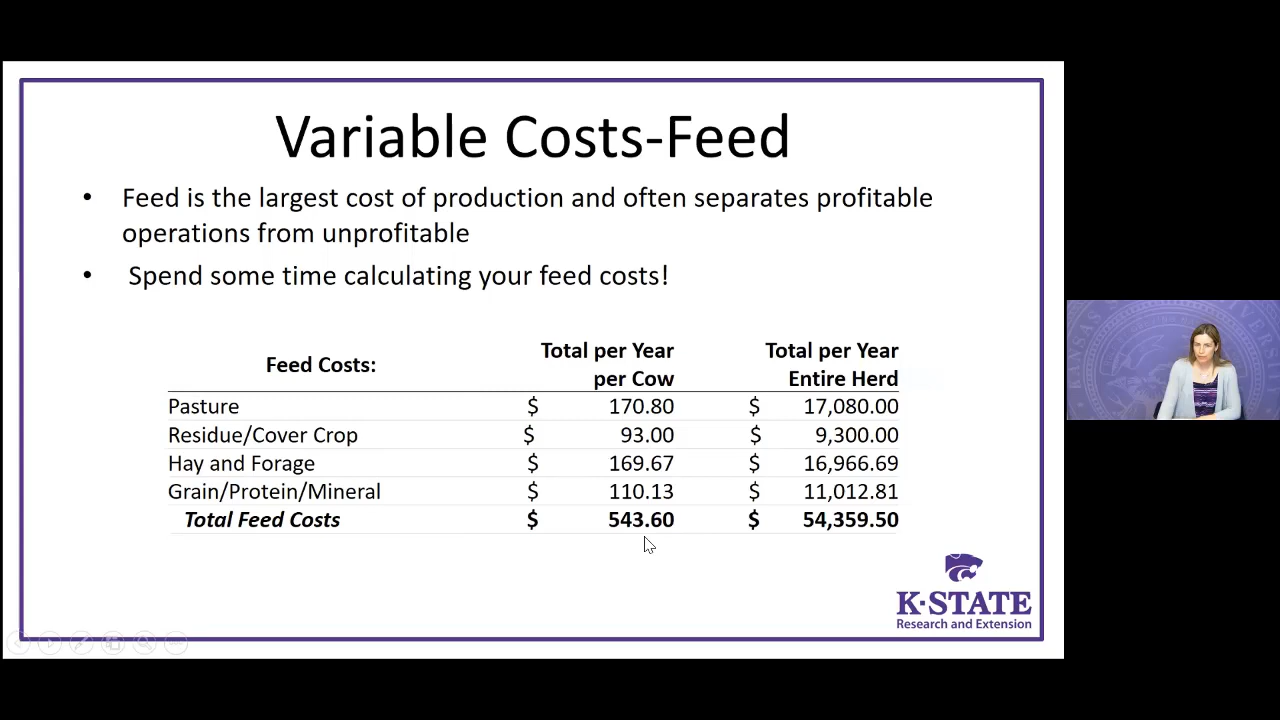 Variable Costs-Feed
• Feed is the largest cost of production and often separates profitable
operations from unprofitable
• Spend some time calculating your feed costs!
Feed Costs: Total per Year per Cow Total per Year Entire Herd
Pasture $ 170.80 $ 17,080.00
Residue/Cover Crop $ 93.00 $ 9,300.00
Hay and Forage $ 169.67 $ 16,966.69
Grain/Protein/Mineral $ 110.13 $ 11,012.81
Total Feed Costs $ 543.60 $ 54,359.50
K-STATE
Research and Extension